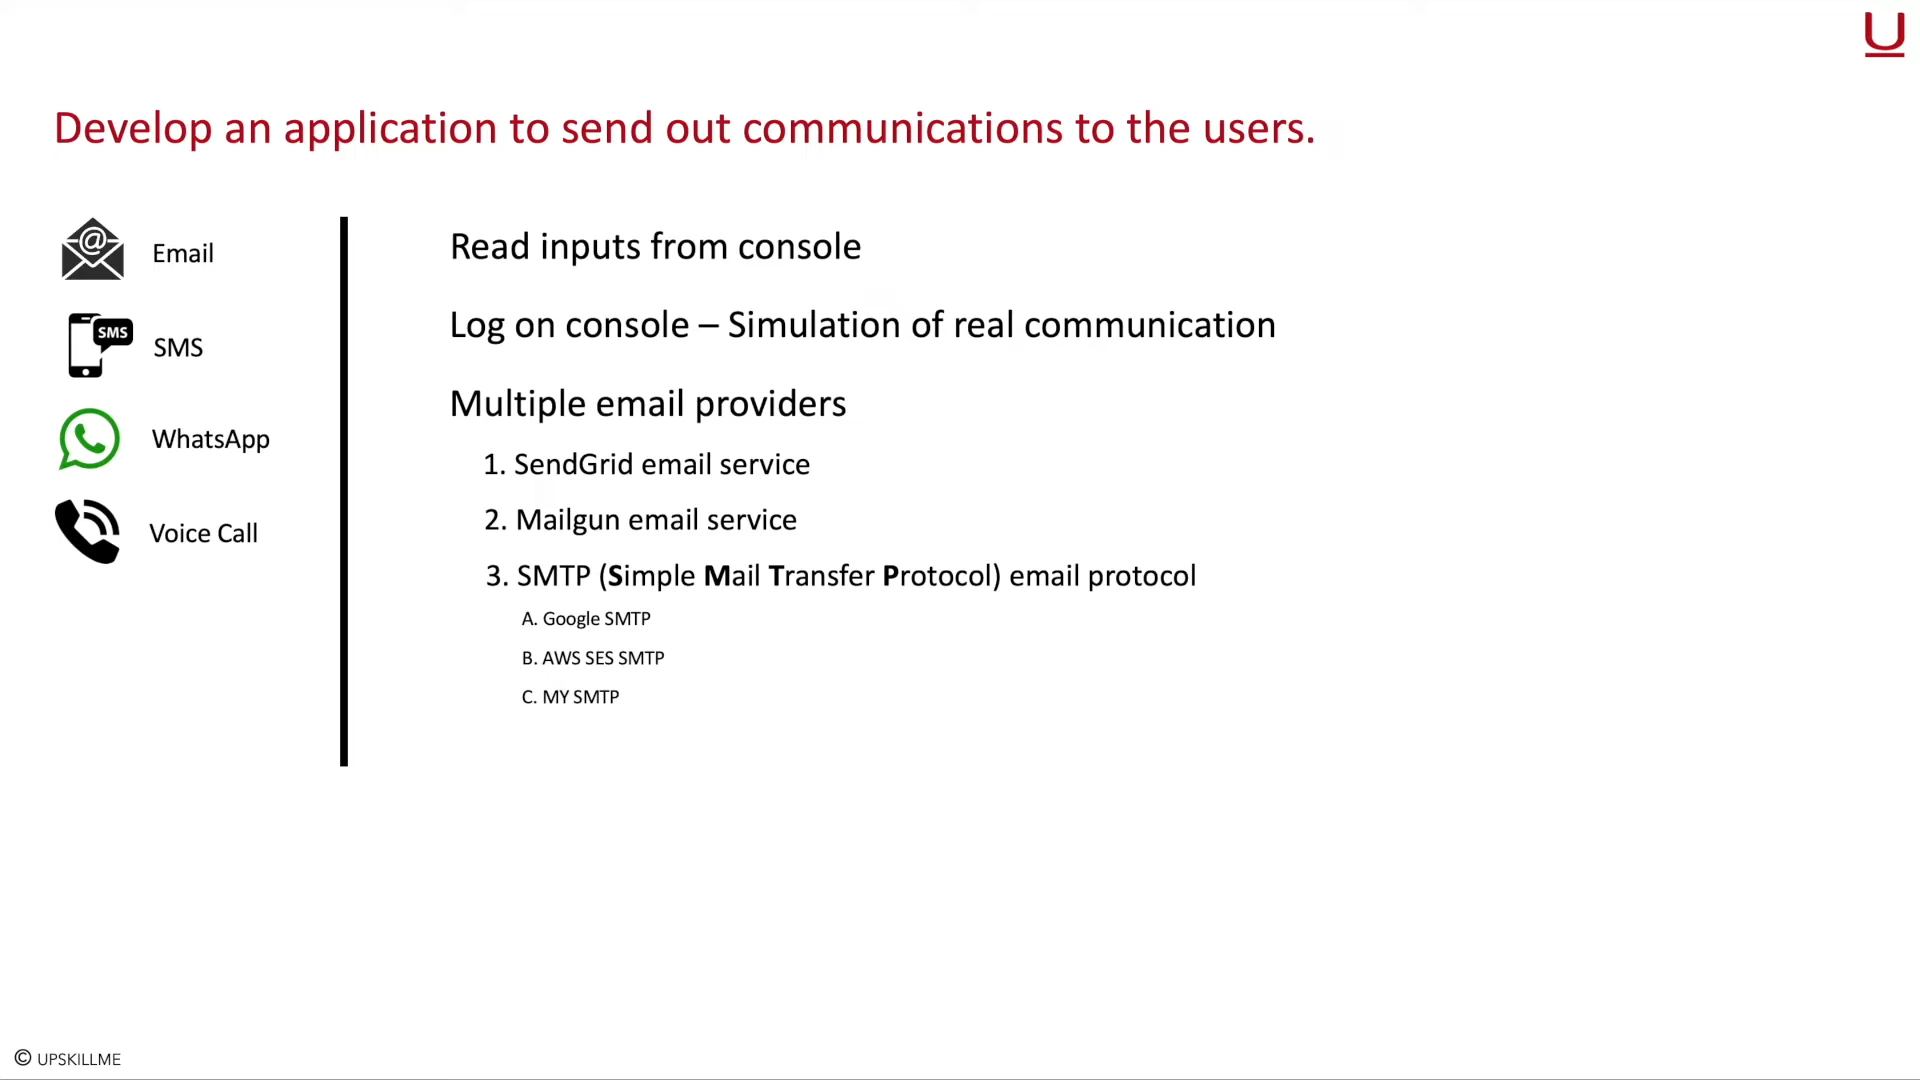 U
Develop an application to send out communications to the users.
@
Email
SMS
SMS
WhatsApp
Voice Call
Read inputs from console
Log on console – Simulation of real communication
Multiple email providers
1. SendGrid email service
2. Mailgun email service
3. SMTP (Simple Mail Transfer Protocol) email protocol
A. Google SMTP
B. AWS SES SMTP
C. MY SMTP
© UPSKILLME